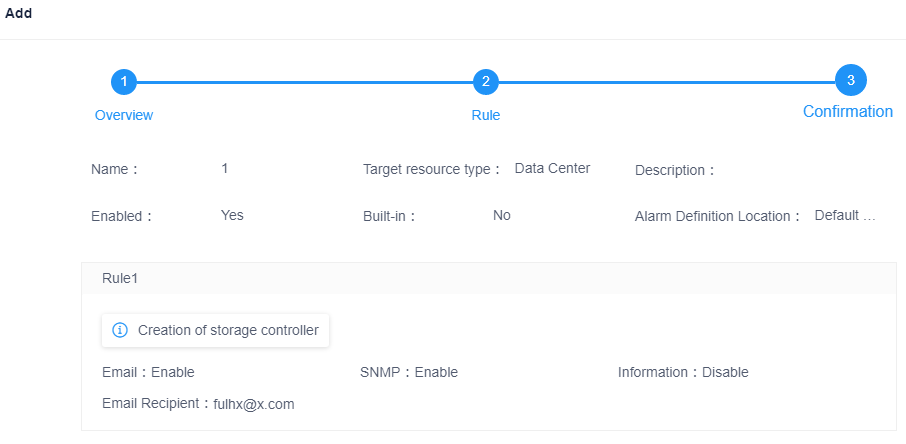 Add
1 2 3
Overview Rule Confirmation
Name： 1 Target resource type： Data Center Description：
Enabled： Yes Built-in： No Alarm Definition Location： Default ...
Rule1
Creation of storage controller
Email：Enable SNMP：Enable Information：Disable
Email Recipient：fulhx@x.com